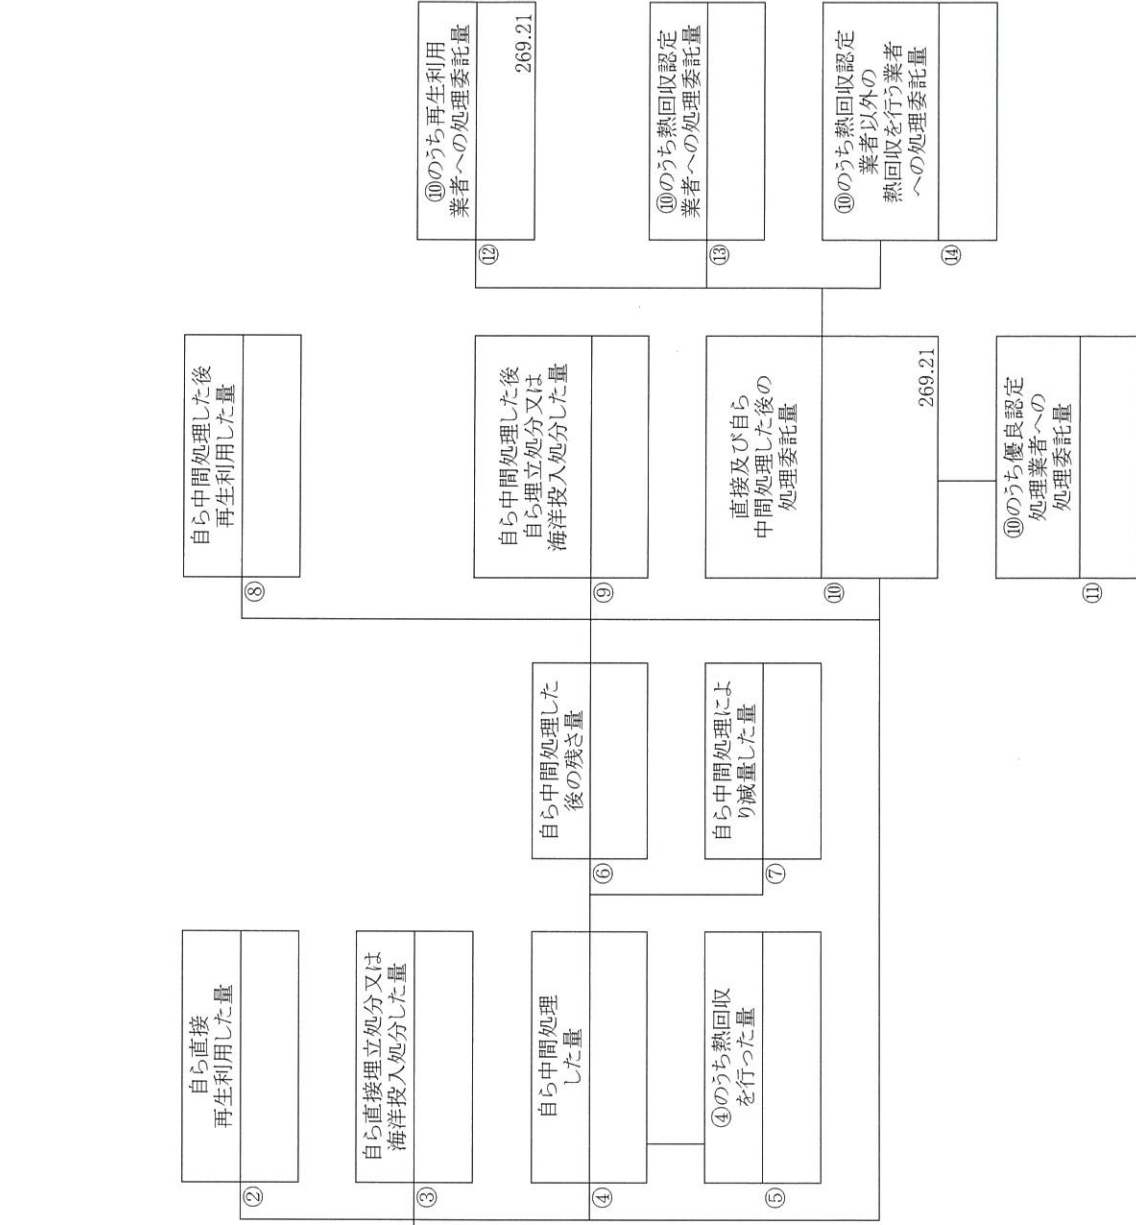 ②
自ら直接
再生利用した量
③
自ら直接埋立処分又は
海洋投入処分した量
④
自ら中間処理
した量
⑤
④のうち熱回収
を行った量
⑥
自ら中間処理した
後の残さ量
⑦
自ら中間処理によ
り減量した量
⑧
自ら中間処理した後
再生利用した量
⑨
自ら中間処理した後
自ら埋立処分又は
海洋投入処分した量
⑩
直接及び自ら
中間処理した後の
処理委託量
269.21
⑪
⑩のうち優良認定
処理業者への
処理委託量
⑫
⑩のうち再生利用
業者への処理委託量
269.21
⑬
⑩のうち熱回収認定
業者への処理委託量
⑭
⑩のうち熱回収認定
業者以外の
熱回収を行う業者
への処理委託量